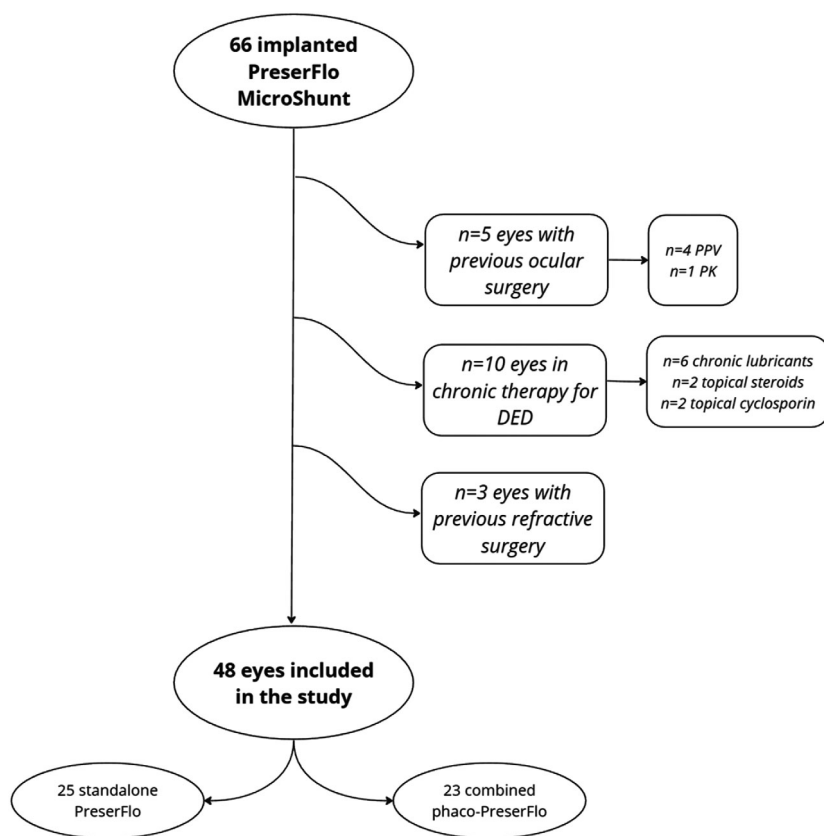 66 implanted
PreserFlo
MicroShunt
n=5 eyes with
previous ocular
surgery
n=4 PPV
n=1 PK
n=10 eyes in
chronic therapy for
DED
n=6 chronic lubricants
n=2 topical steroids
n=2 topical cyclosporin
n=3 eyes with
previous refractive
surgery
48 eyes included
in the study
25 standalone
PreserFlo
23 combined
phaco-PreserFlo